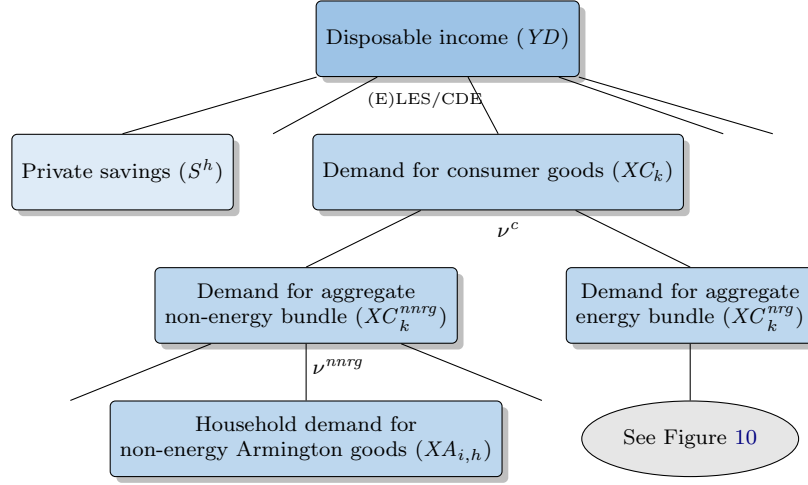 Disposable income (YD)
(E)LES/CDE
Private savings (S^h)
Demand for consumer goods (XC_k)
ν^c
Demand for aggregate
non-energy bundle (XC_k^{nnrg})
Demand for aggregate
energy bundle (XC_k^{nrg})
ν^{nnrg}
Household demand for
non-energy Armington goods (XA_{i,h})
See Figure 10